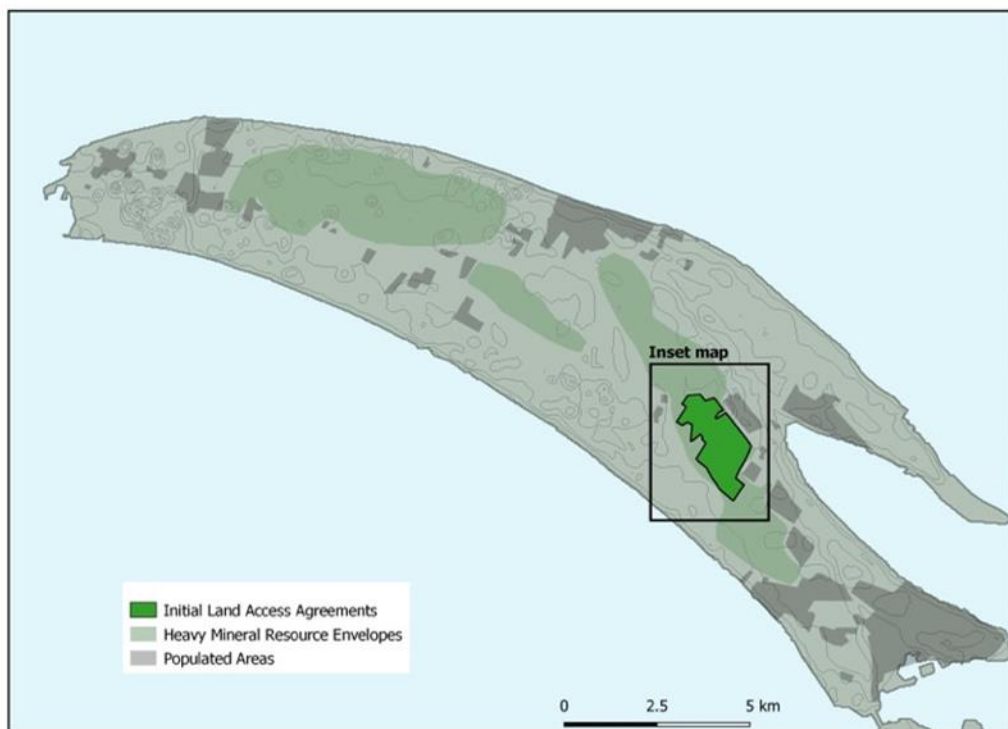 Inset map
Initial Land Access Agreements
Heavy Mineral Resource Envelopes
Populated Areas
0 2.5 5 km